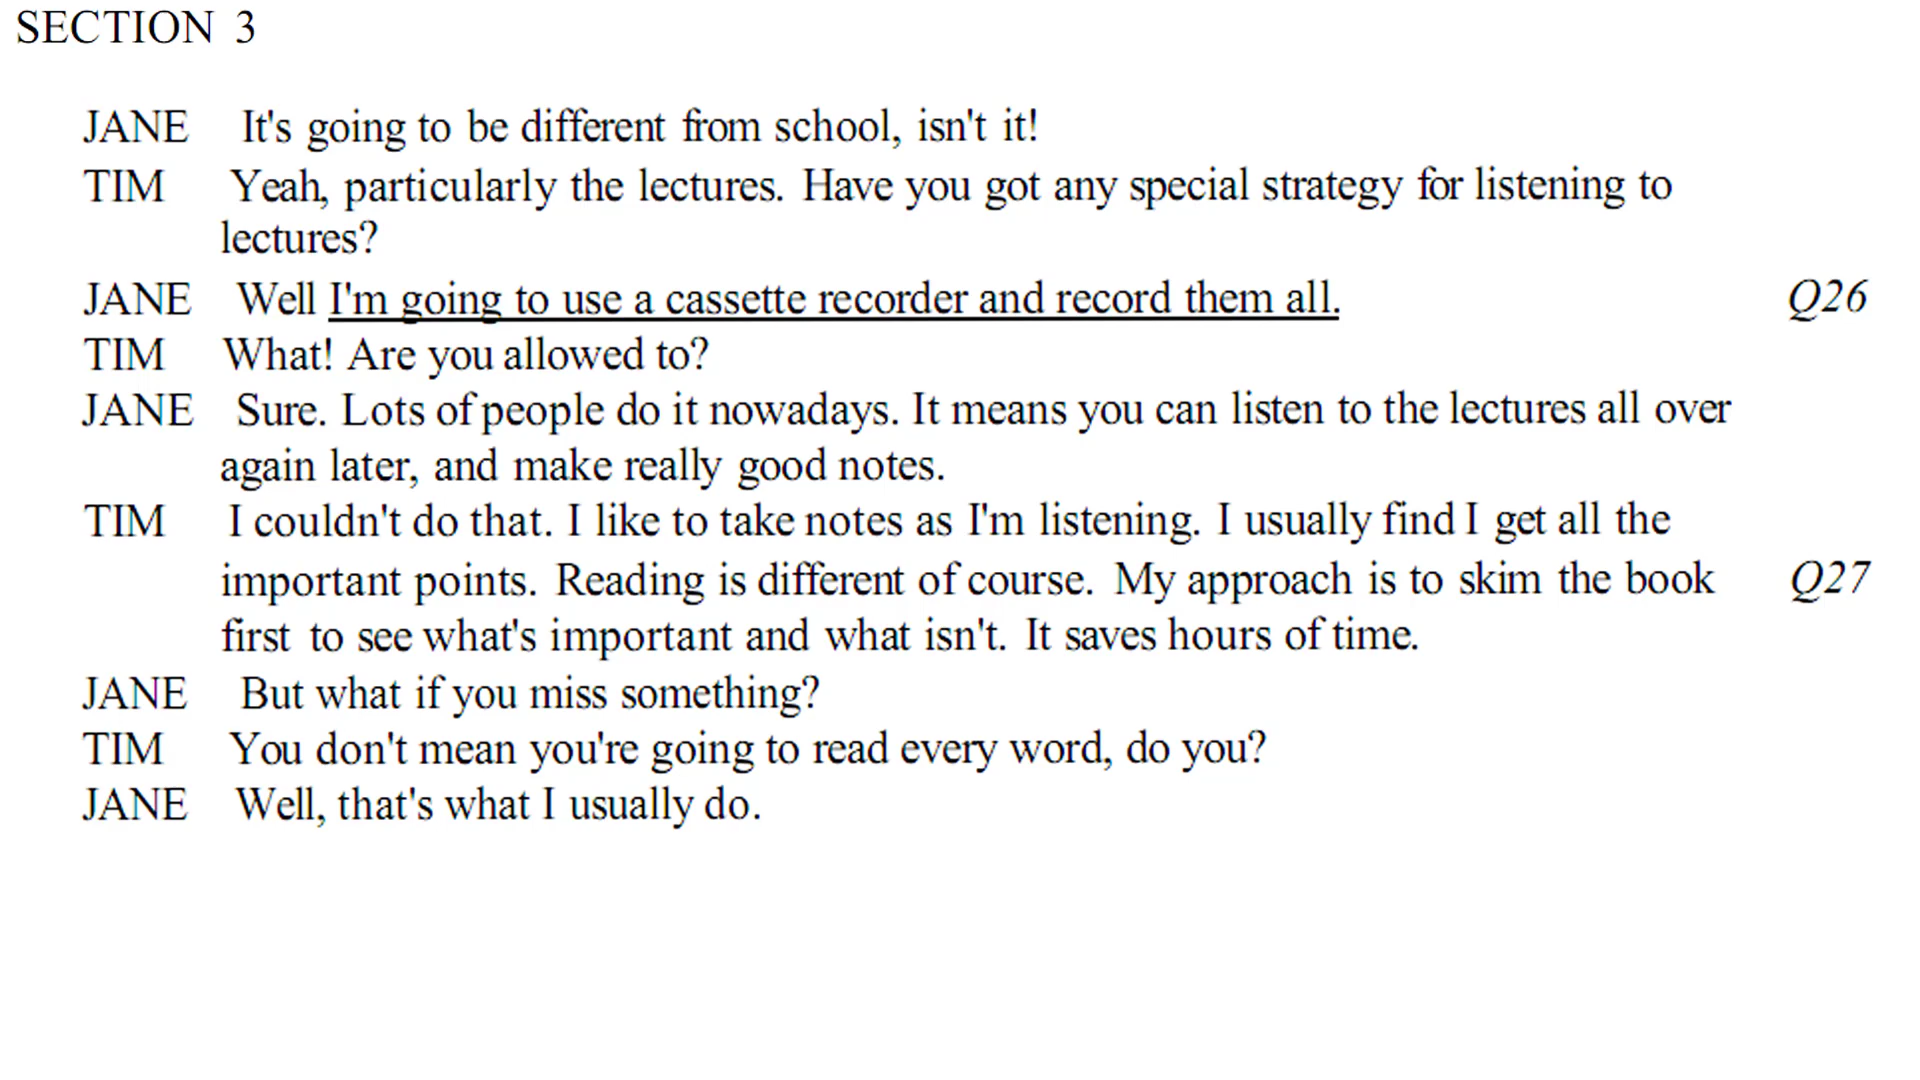 SECTION 3
JANE It's going to be different from school, isn't it!
TIM Yeah, particularly the lectures. Have you got any special strategy for listening to
lectures?
JANE Well I'm going to use a cassette recorder and record them all. Q26
TIM What! Are you allowed to?
JANE Sure. Lots of people do it nowadays. It means you can listen to the lectures all over
again later, and make really good notes.
TIM I couldn't do that. I like to take notes as I'm listening. I usually find I get all the
important points. Reading is different of course. My approach is to skim the book Q27
first to see what's important and what isn't. It saves hours of time.
JANE But what if you miss something?
TIM You don't mean you're going to read every word, do you?
JANE Well, that's what I usually do.